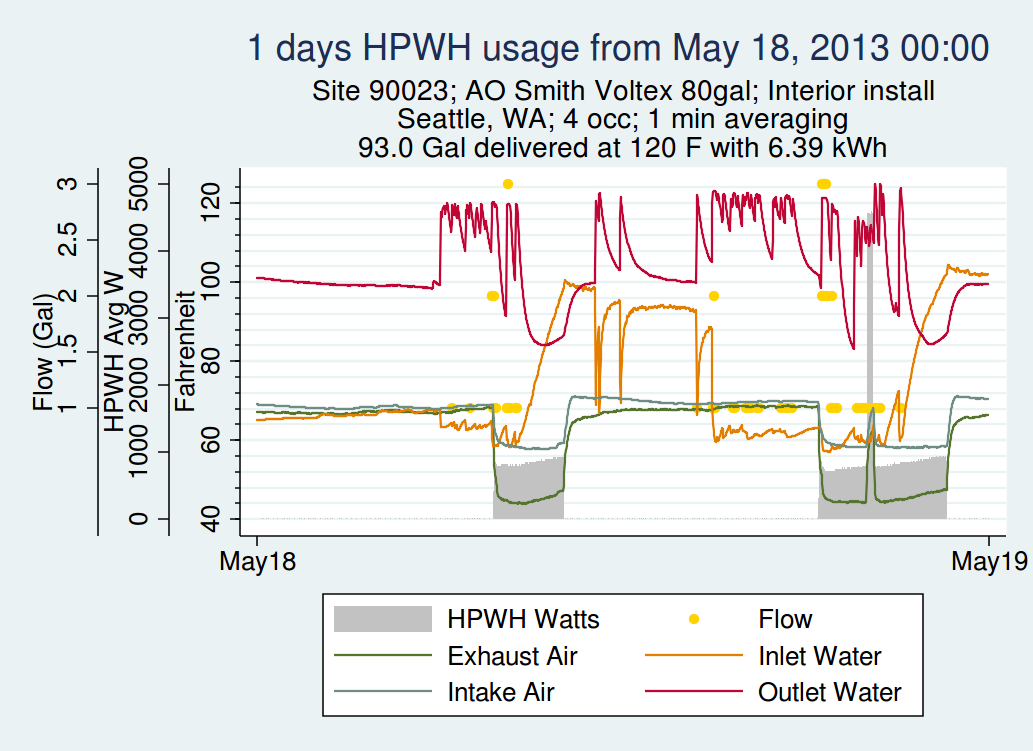 1 days HPWH usage from May 18, 2013 00:00
Site 90023; AO Smith Voltex 80gal; Interior install
Seattle, WA; 4 occ; 1 min averaging
93.0 Gal delivered at 120 F with 6.39 kWh
Flow (Gal)
1 1.5 2 2.5 3
HPWH Avg W
0 1000 2000 3000 4000 5000
Fahrenheit
40 60 80 100 120
May18 May19
HPWH Watts Flow
Exhaust Air Inlet Water
Intake Air Outlet Water